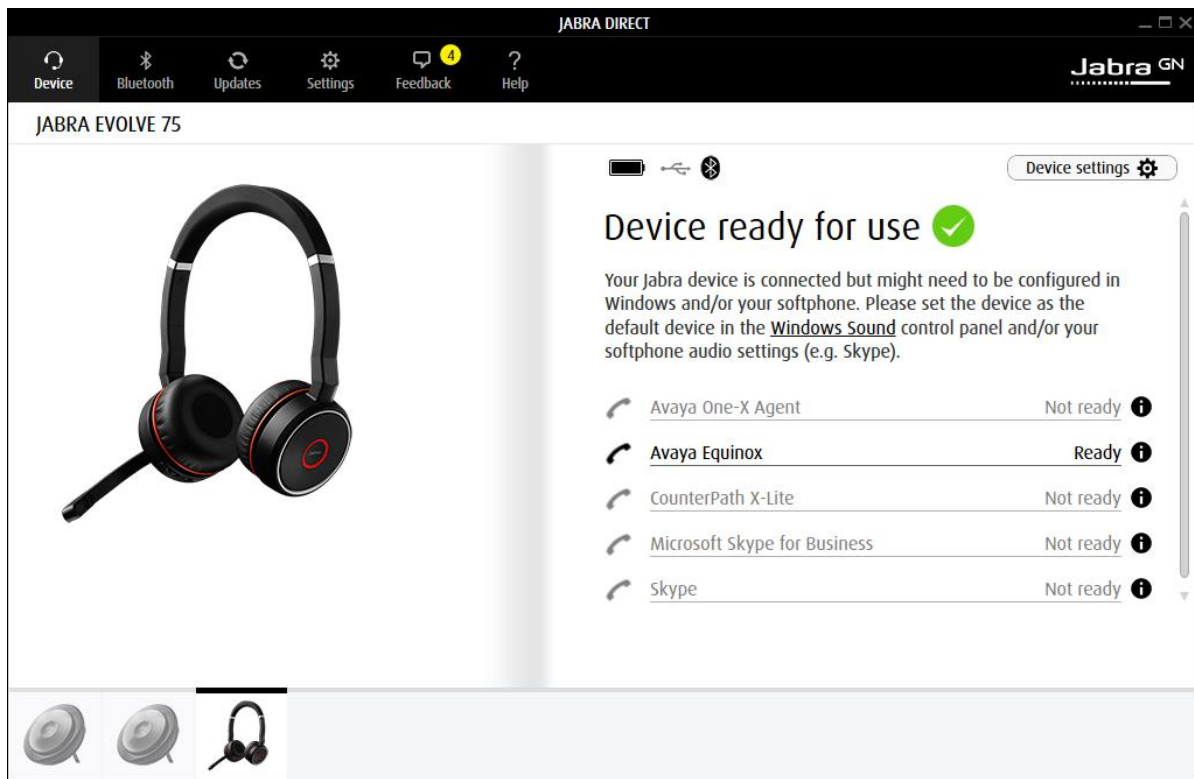 JABRA DIRECT
Device
Bluetooth
Updates
Settings
Feedback
4
Help
Jabra GN
JABRA EVOLVE 75
Device settings
Device ready for use
Your Jabra device is connected but might need to be configured in
Windows and/or your softphone. Please set the device as the
default device in the Windows Sound control panel and/or your
softphone audio settings (e.g. Skype).
Avaya One-X Agent Not ready
Avaya Equinox Ready
CounterPath X-Lite Not ready
Microsoft Skype for Business Not ready
Skype Not ready